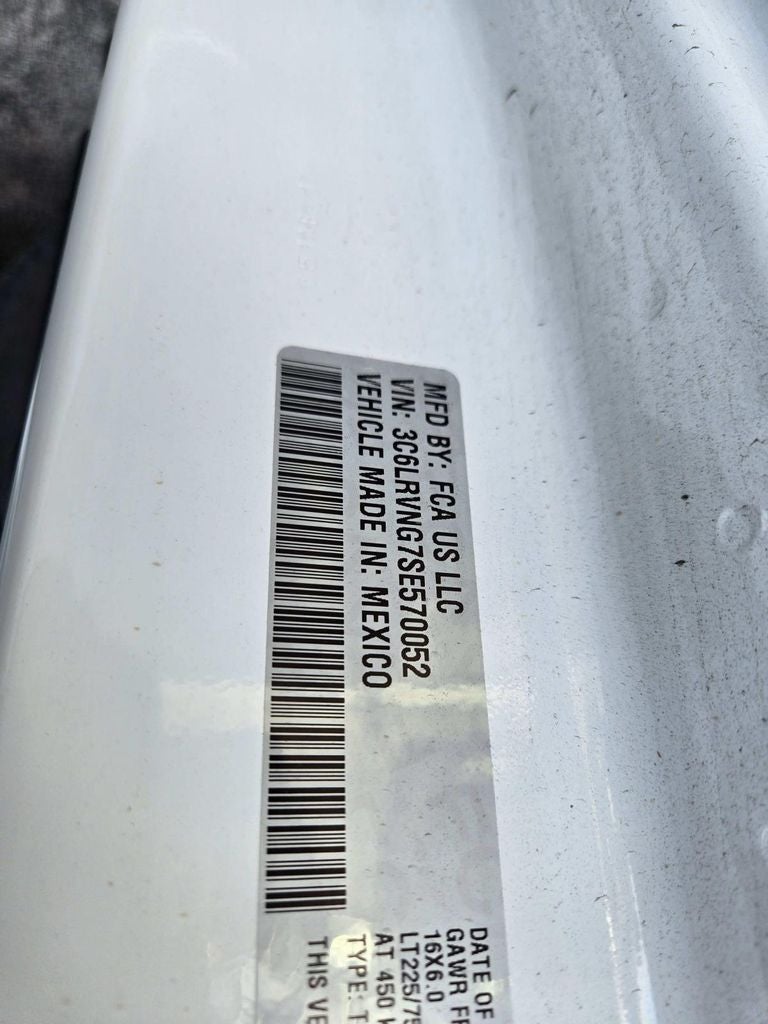 MFD BY: FCA US LLC
VIN: 3C6LRVNG7SE570052
VEHICLE MADE IN: MEXICO
DATE OF
GAWR FR
16X6.0
LT225/75
AT 450
TYPE: T
THIS VE